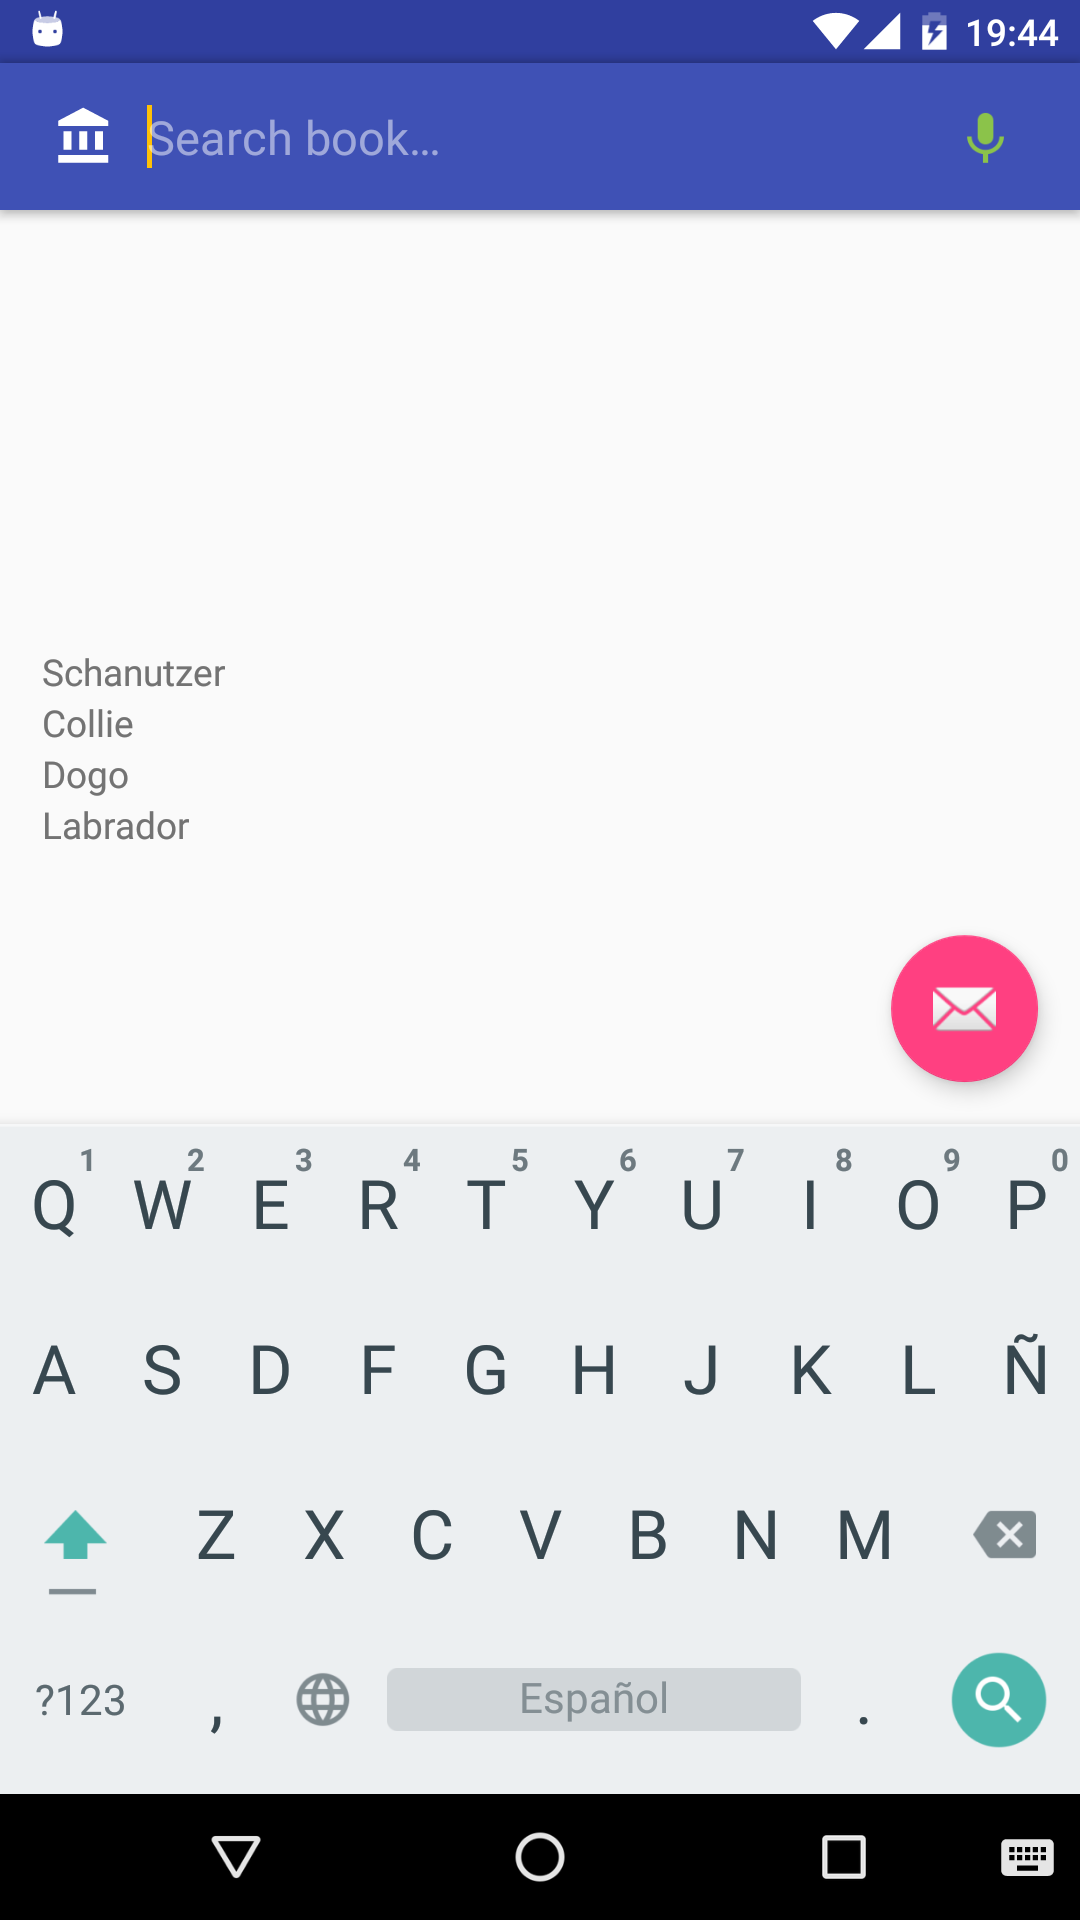 19:44
Search book...
Schanutzer
Collie
Dogo
Labrador
1 2 3 4 5 6 7 8 9 0
Q W E R T Y U I O P
A S D F G H J K L Ñ
Z X C V B N M
?123 , Español .